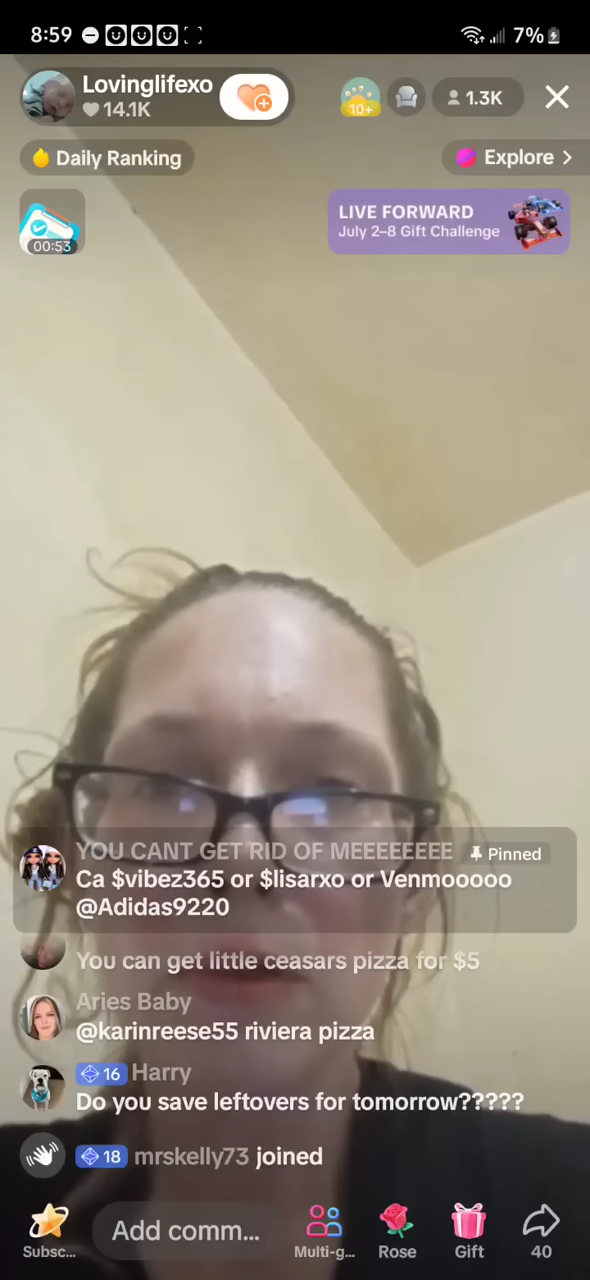 8:59
7%
Lovinglifexo
14.1K
10+
1.3K
Daily Ranking
Explore >
00:53
LIVE FORWARD
July 2–8 Gift Challenge
YOU CANT GET RID OF MEEEEEEEE
Pinned
Ca $vibez365 or $lisarxo or Venmooooo
@Adidas9220
You can get little ceasars pizza for $5
Aries Baby
@karinreese55 riviera pizza
16 Harry
Do you save leftovers for tomorrow?????
18 mrskelly73 joined
Add comm...
Subsc...
Multi-g...
Rose
Gift
40